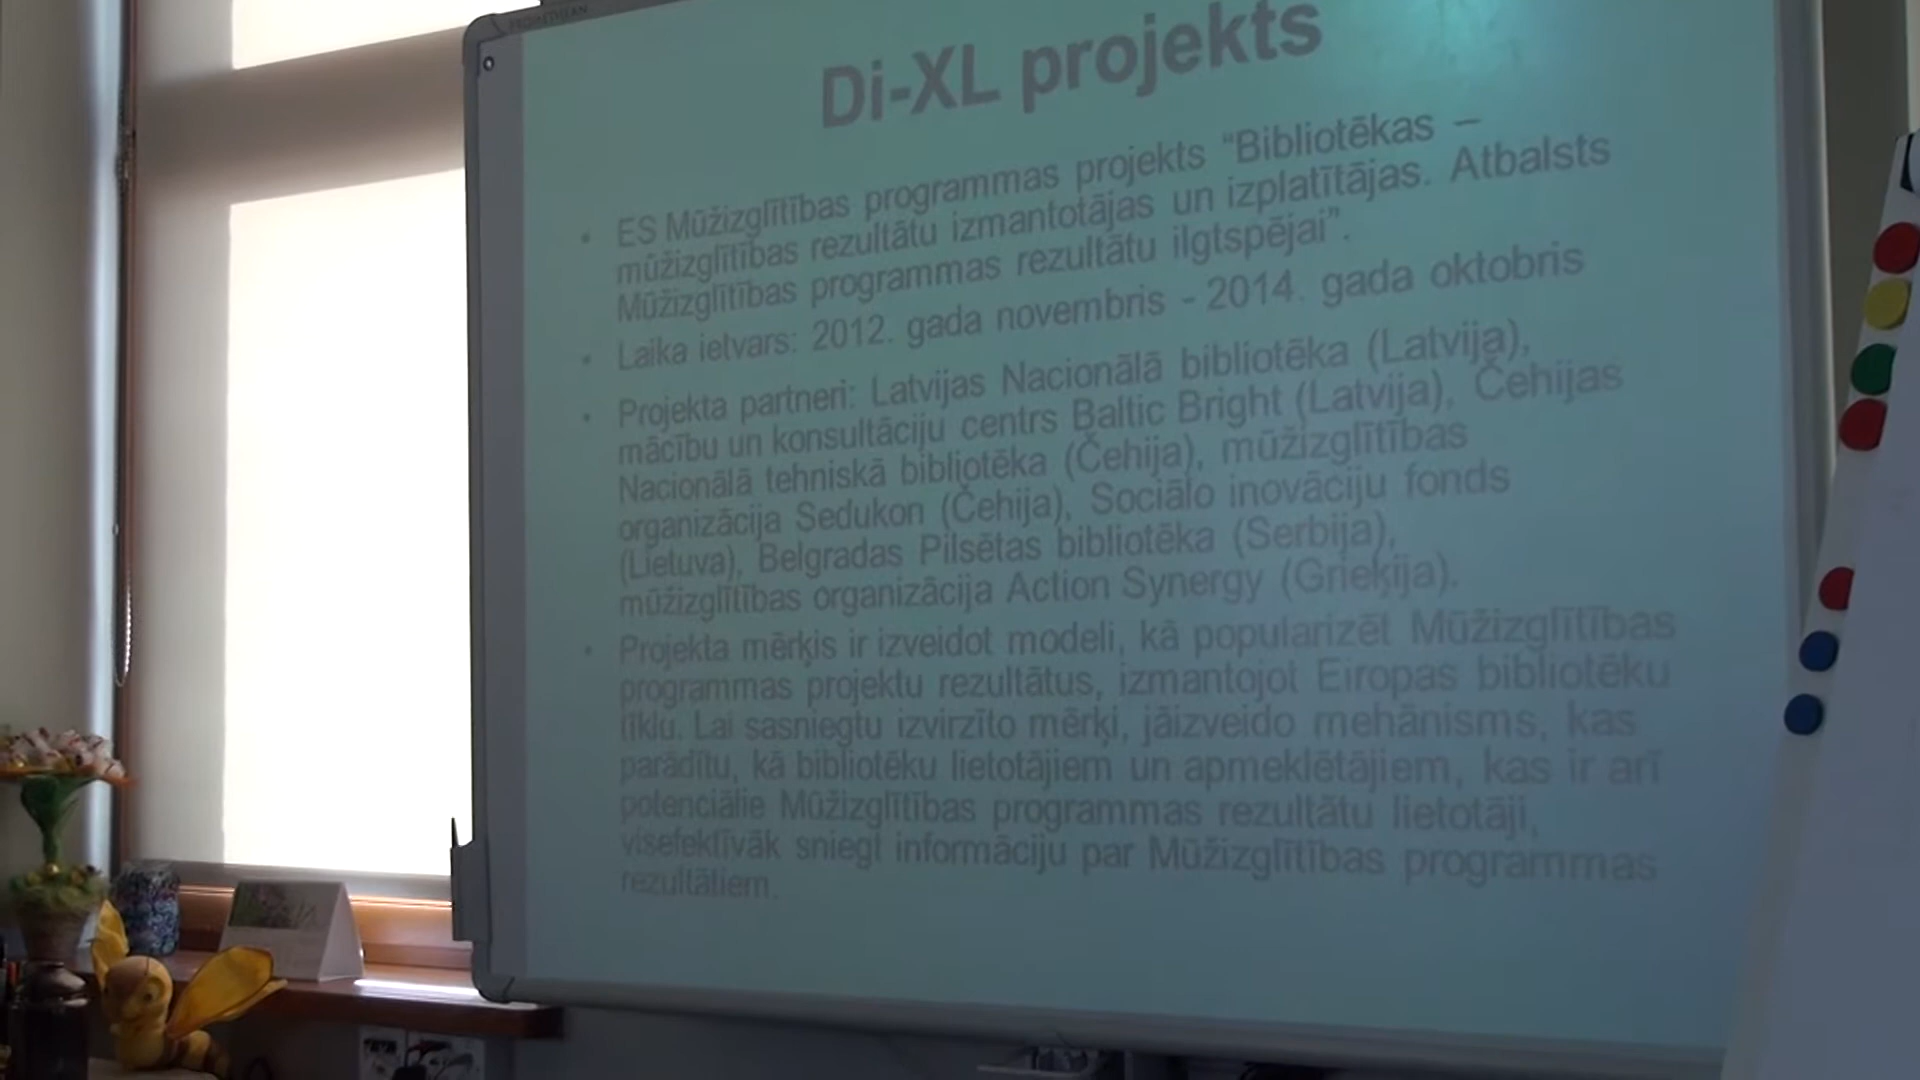 PROMETHEAN
Di-XL projekts
• ES Mūžizglītības programmas projekts “Bibliotēkas –
mūžizglītības rezultātu izmantotājas un izplatītājas. Atbalsts
Mūžizglītības programmas rezultātu ilgtspējai”.
• Laika ietvars: 2012. gada novembris - 2014. gada oktobris
• Projekta partneri: Latvijas Nacionālā bibliotēka (Latvija),
mācību un konsultāciju centrs Baltic Bright (Latvija), Čehijas
Nacionālā tehniskā bibliotēka (Čehija), mūžizglītības
organizācija Sedukon (Čehija), Sociālo inovāciju fonds
(Lietuva), Belgradas Pilsētas bibliotēka (Serbija),
mūžizglītības organizācija Action Synergy (Grieķija).
• Projekta mērķis ir izveidot modeli, kā popularizēt Mūžizglītības
programmas projektu rezultātus, izmantojot Eiropas bibliotēku
tīklu. Lai sasniegtu izvirzīto mērķi, jāizveido mehānisms, kas
parādītu, kā bibliotēku lietotājiem un apmeklētājiem, kas ir arī
potenciālie Mūžizglītības programmas rezultātu lietotāji,
visefektīvāk sniegt informāciju par Mūžizglītības programmas
rezultātiem.